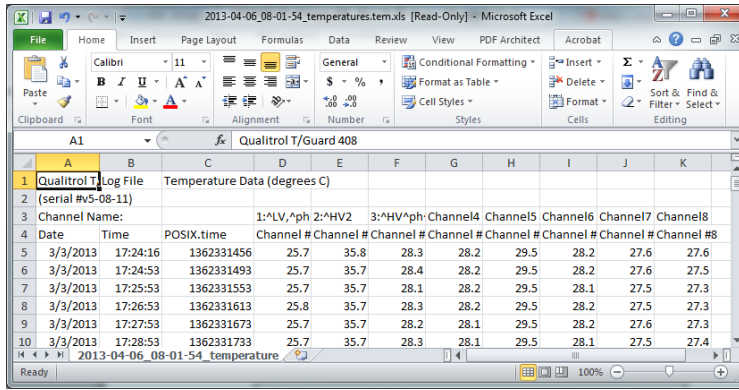 2013-04-06_08-01-54_temperatures.tem.xls [Read-Only] - Microsoft Excel
File Home Insert Page Layout Formulas Data Review View PDF Architect Acrobat
Paste
Calibri 11
B I U
A A
General
$ % ,
.0 .00 .00 .0
Conditional Formatting
Format as Table
Cell Styles
Insert
Delete
Format
Σ
Sort & Filter
Find & Select
Clipboard Font Alignment Number Styles Cells Editing
A1 fx Qualitrol T/Guard 408
A B C D E F G H I J K
1 Qualitrol T, Log File Temperature Data (degrees C)
2 (serial #v5-08-11)
3 Channel Name: 1:^LV,^ph 2:^HV2 3:^HV^ph Channel4 Channel5 Channel6 Channel7 Channel8
4 Date Time POSIX.time Channel # Channel # Channel # Channel # Channel # Channel # Channel # Channel #8
5 3/3/2013 17:24:16 1362331456 25.7 35.8 28.3 28.2 29.5 28.2 27.6 27.6
6 3/3/2013 17:24:53 1362331493 25.7 35.7 28.4 28.2 29.5 28.2 27.6 27.5
7 3/3/2013 17:25:53 1362331553 25.7 35.7 28.1 28.2 29.5 28.1 27.5 27.3
8 3/3/2013 17:26:53 1362331613 25.8 35.7 28.3 28.2 29.5 28.2 27.5 27.3
9 3/3/2013 17:27:53 1362331673 25.7 35.7 28.2 28.1 29.5 28.2 27.6 27.3
10 3/3/2013 17:28:53 1362331733 25.7 35.7 28.3 28.1 29.5 28.1 27.5 27.4
2013-04-06_08-01-54_temperature
Ready 100%